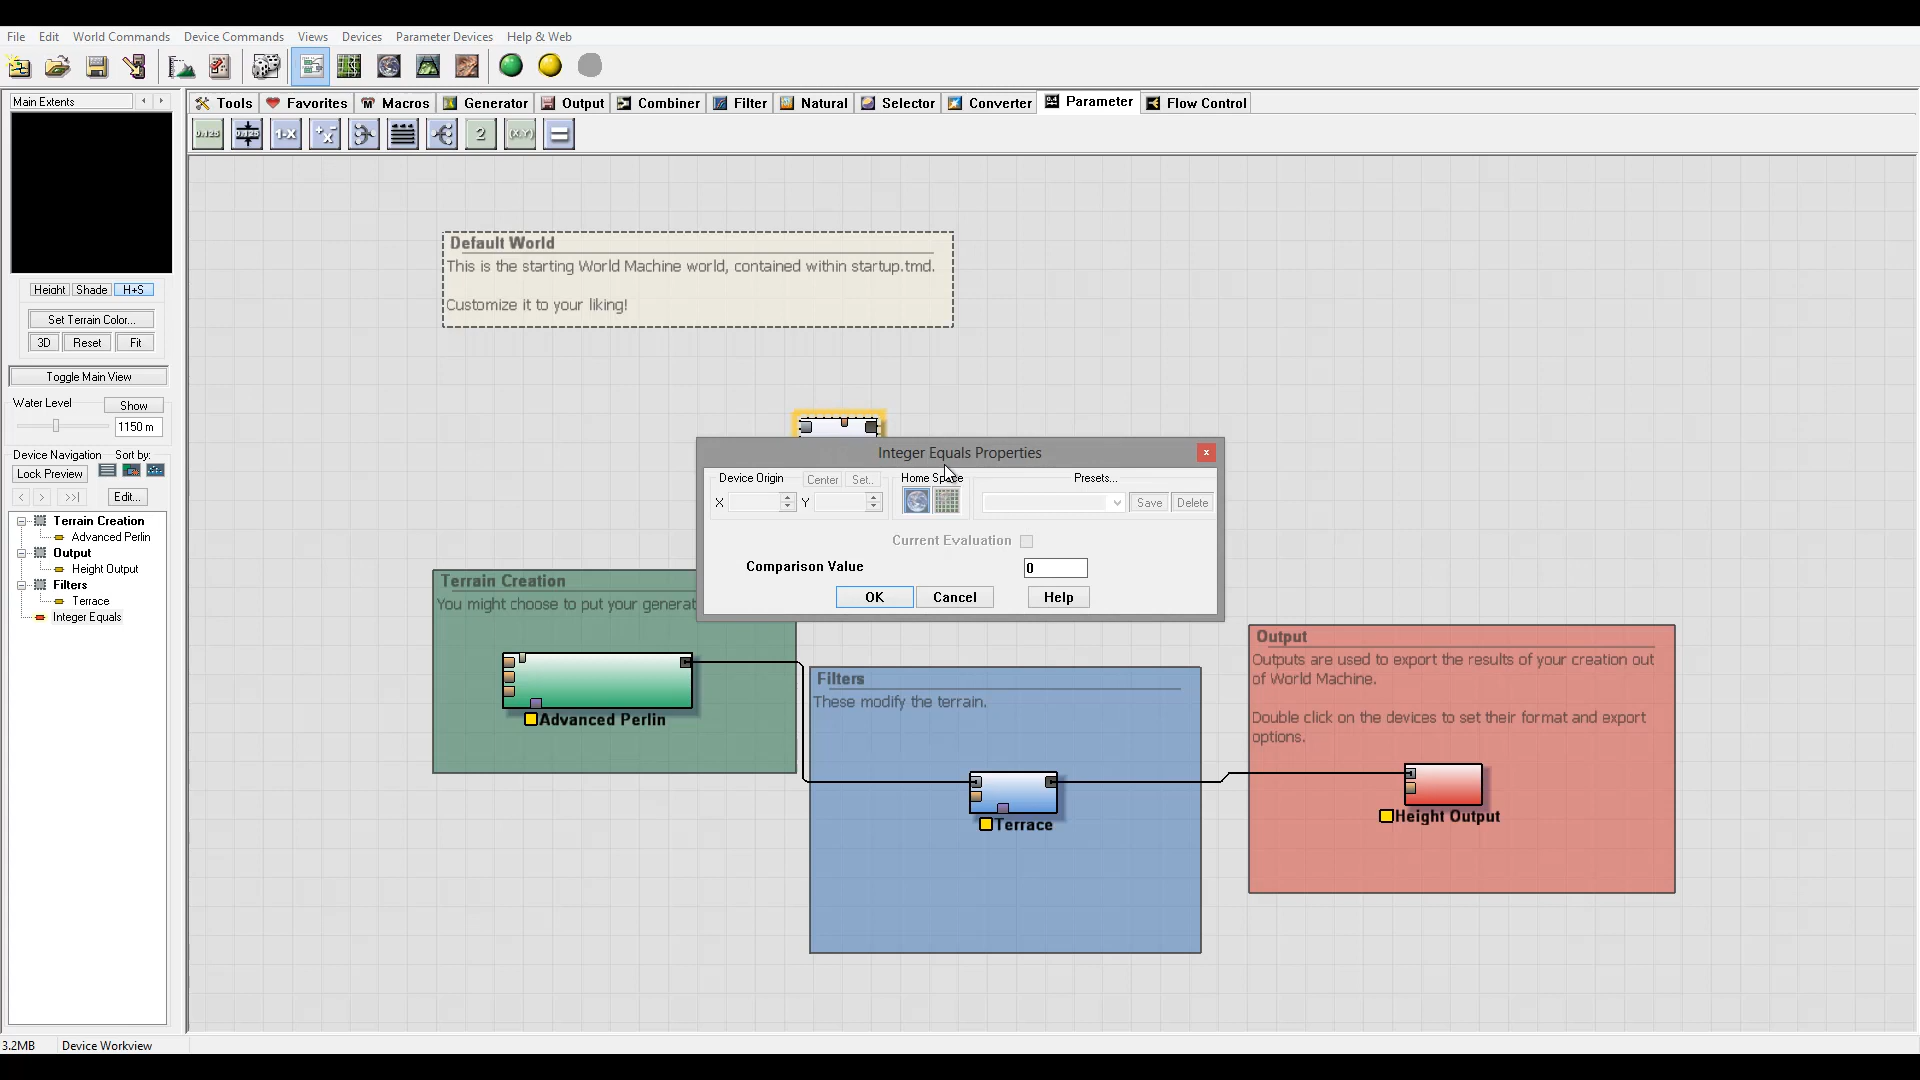 File Edit World Commands Device Commands Views Devices Parameter Devices Help & Web
Main Extents
Tools Favorites Macros Generator Output Combiner Filter Natural Selector Converter Parameter Flow Control
0.125 0.125 1-X 2 (X,Y)
Default World
This is the starting World Machine world, contained within startup.tmd.
Customize it to your liking!
Height Shade H+S
Set Terrain Color...
3D Reset Fit
Toggle Main View
Water Level Show
1150 m
Device Navigation Sort by:
Lock Preview
Edit...
Terrain Creation
Advanced Perlin
Output
Height Output
Filters
Terrace
Integer Equals
Integer Equals Properties
Device Origin Center Set.. Home Space Presets...
X Y Save Delete
Current Evaluation
Comparison Value 0
OK Cancel Help
Terrain Creation
You might choose to put your generat
Advanced Perlin
Filters
These modify the terrain.
Terrace
Output
Outputs are used to export the results of your creation out
of World Machine.
Double click on the devices to set their format and export
options.
Height Output
3.2MB Device Workview